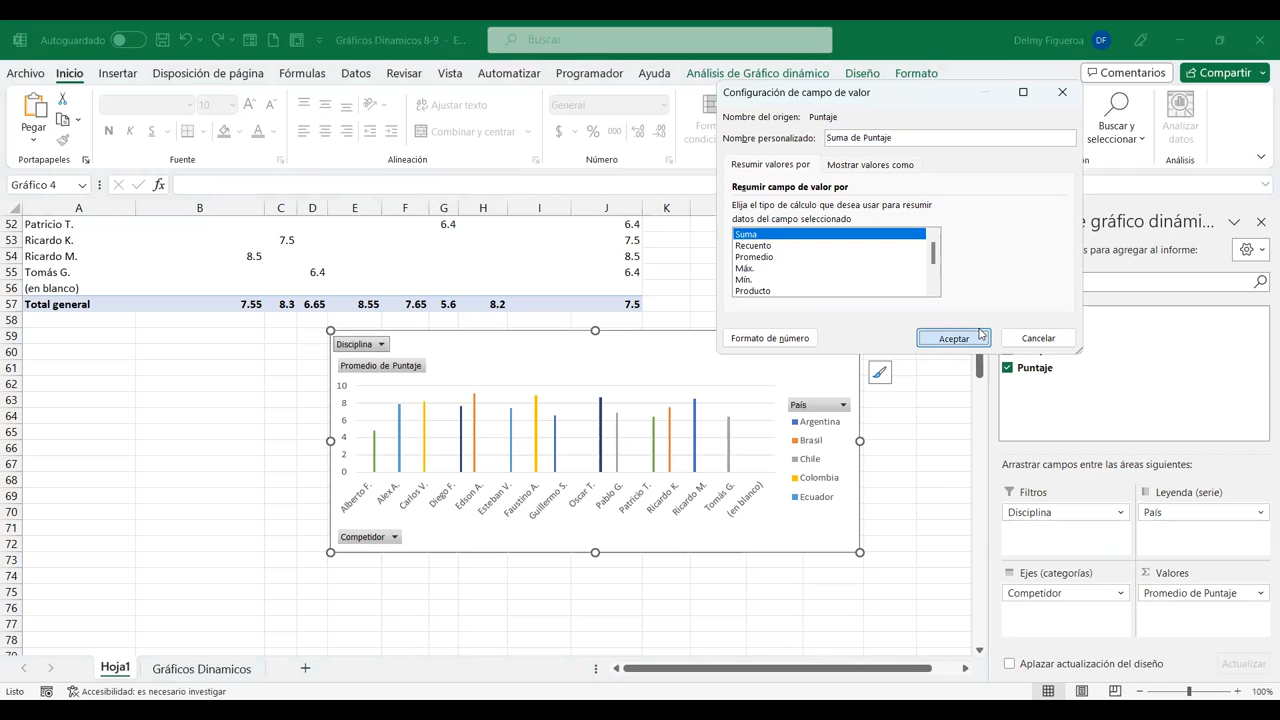 Autoguardado
Gráficos Dinamicos 8-9 - E...
Buscar
Delmy Figueroa DF
Archivo Inicio Insertar Disposición de página Fórmulas Datos Revisar Vista Automatizar Programador Ayuda Análisis de Gráfico dinámico Diseño Formato
Comentarios Compartir
Pegar
10
Ajustar texto
Combinar y centrar
General
Buscar y seleccionar
Analizar datos
Portapapeles Fuente Alineación Número Análisis
Configuración de campo de valor
Nombre del origen: Puntaje
Nombre personalizado: Suma de Puntaje
Resumir valores por Mostrar valores como
Resumir campo de valor por
Elija el tipo de cálculo que desea usar para resumir
datos del campo seleccionado
Suma
Recuento
Promedio
Máx.
Mín.
Producto
Formato de número Aceptar Cancelar
Gráfico 4 fx
A B C D E F G H I J K
52 Patricio T. 6.4 6.4
53 Ricardo K. 7.5 7.5
54 Ricardo M. 8.5 8.5
55 Tomás G. 6.4 6.4
56 (en blanco)
57 Total general 7.55 8.3 6.65 8.55 7.65 5.6 8.2 7.5
58
59
60
61
62
63
64
65
66
67
68
69
70
71
72
73
74
75
76
77
78
Disciplina
Promedio de Puntaje
10
8
6
4
2
0
Alberto F. Alex A. Carlos V. Diego F. Edson A. Esteban V. Faustino A. Guillermo S. Oscar T. Pablo G. Patricio T. Ricardo K. Ricardo M. Tomás G. (en blanco)
Competidor
País
Argentina
Brasil
Chile
Colombia
Ecuador
e gráfico dinámi...
s para agregar al informe:
Puntaje
Arrastrar campos entre las áreas siguientes:
Filtros Leyenda (serie)
Disciplina País
Ejes (categorías) Σ Valores
Competidor Promedio de Puntaje
Aplazar actualización del diseño Actualizar
Hoja1 Gráficos Dinamicos
Listo Accesibilidad: es necesario investigar 100%